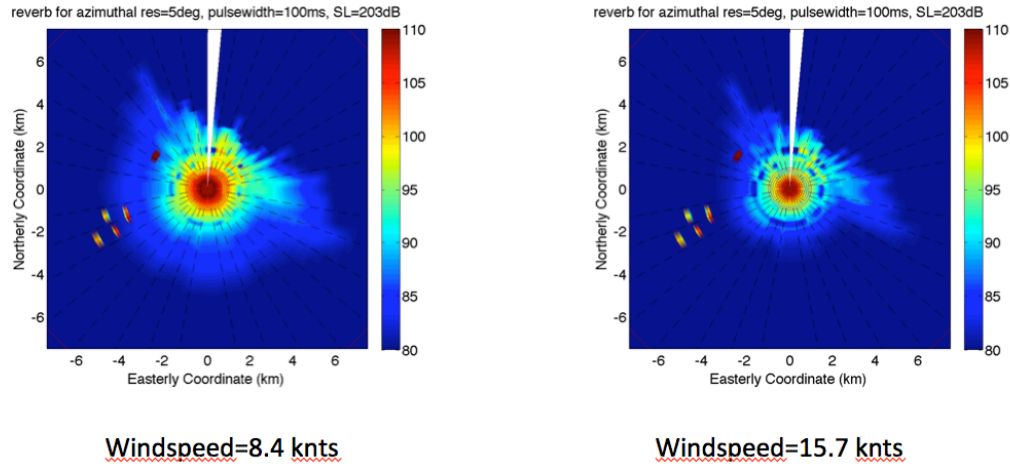 reverb for azimuthal res=5deg, pulsewidth=100ms, SL=203dB
6
4
2
0
-2
-4
-6
Northerly Coordinate (km)
-6 -4 -2 0 2 4 6
Easterly Coordinate (km)
110
105
100
95
90
85
80
Windspeed=8.4 knts
reverb for azimuthal res=5deg, pulsewidth=100ms, SL=203dB
6
4
2
0
-2
-4
-6
Northerly Coordinate (km)
-6 -4 -2 0 2 4 6
Easterly Coordinate (km)
110
105
100
95
90
85
80
Windspeed=15.7 knts